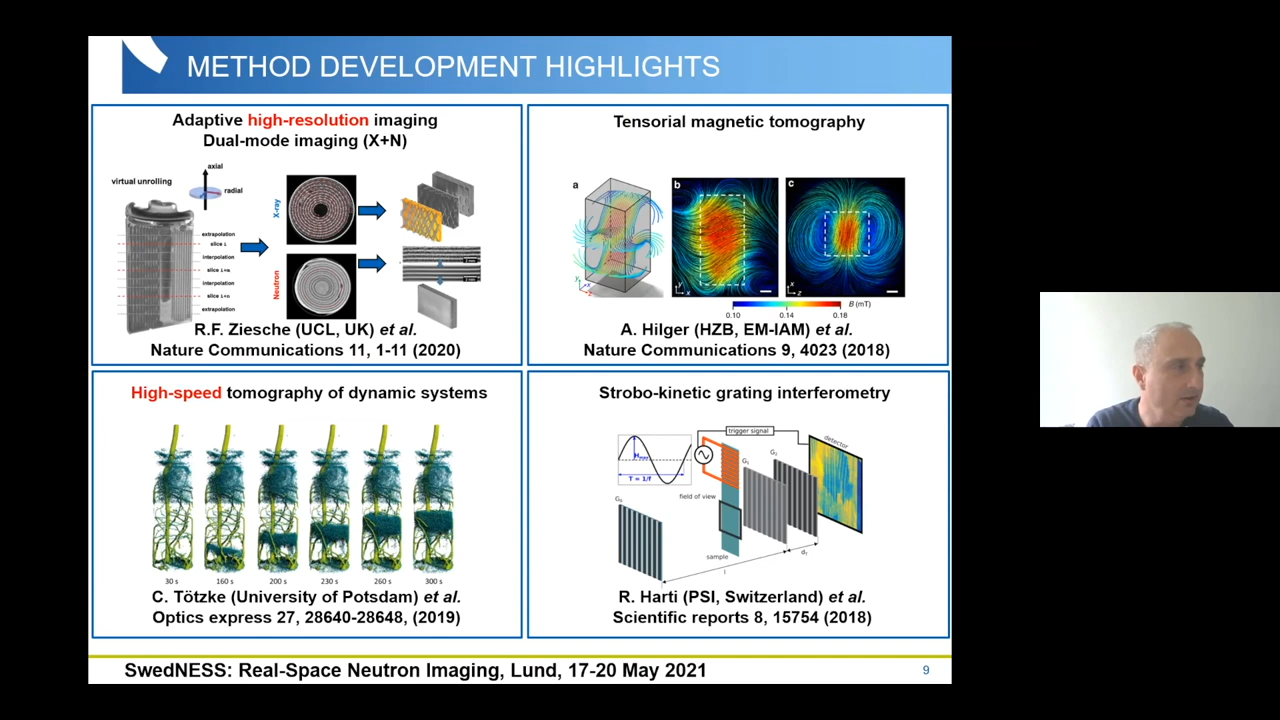 METHOD DEVELOPMENT HIGHLIGHTS
Adaptive high-resolution imaging
Dual-mode imaging (X+N)
virtual unrolling
axial
radial
extrapolation
slice 1
interpolation
interpolation
extrapolation
X-ray
Neutron
R.F. Ziesche (UCL, UK) et al.
Nature Communications 11, 1-11 (2020)
Tensorial magnetic tomography
a
b
c
y
x
z
y
x
y
x
z
B (mT)
0.10
0.14
0.18
A. Hilger (HZB, EM-IAM) et al.
Nature Communications 9, 4023 (2018)
High-speed tomography of dynamic systems
30 s
160 s
200 s
230 s
260 s
300 s
C. Tötzke (University of Potsdam) et al.
Optics express 27, 28640-28648, (2019)
Strobo-kinetic grating interferometry
trigger signal
detector
T = 1/f
G₀
G₁
G₂
field of view
sample
l
R. Harti (PSI, Switzerland) et al.
Scientific reports 8, 15754 (2018)
SwedNESS: Real-Space Neutron Imaging, Lund, 17-20 May 2021
9